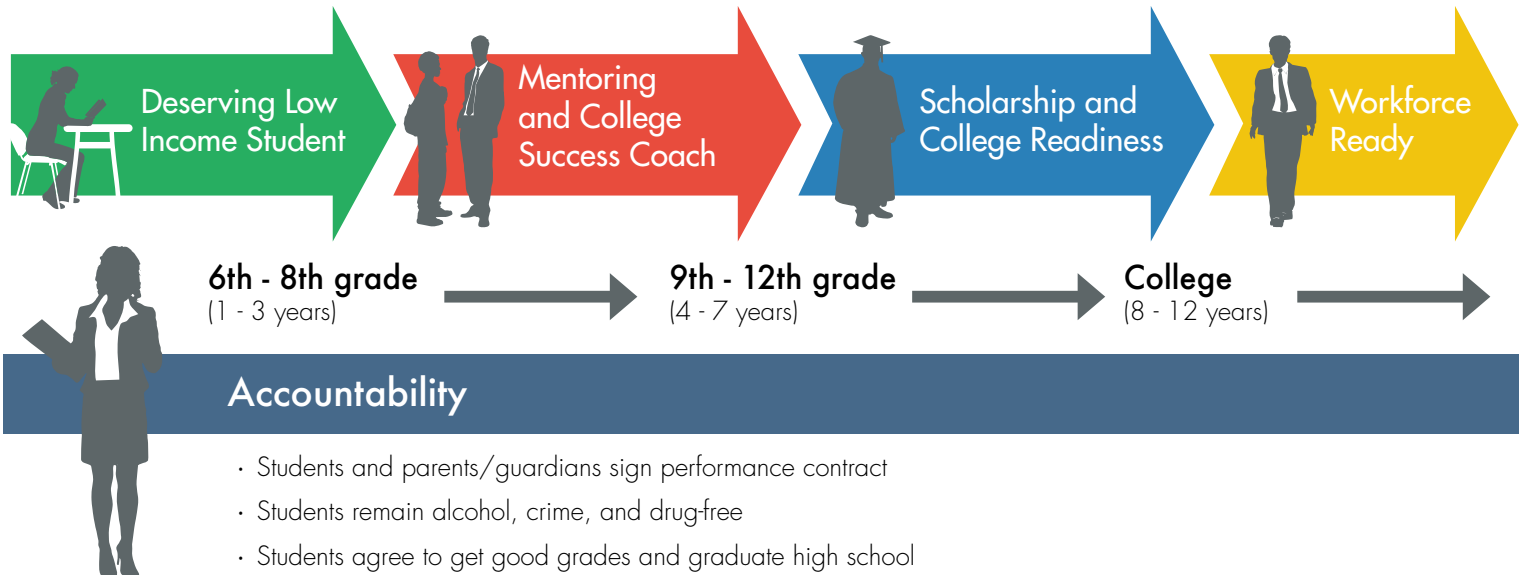 Deserving Low
Income Student
Mentoring
and College
Success Coach
Scholarship and
College Readiness
Workforce
Ready
6th - 8th grade
(1 - 3 years)
9th - 12th grade
(4 - 7 years)
College
(8 - 12 years)
Accountability
· Students and parents/guardians sign performance contract
· Students remain alcohol, crime, and drug-free
· Students agree to get good grades and graduate high school